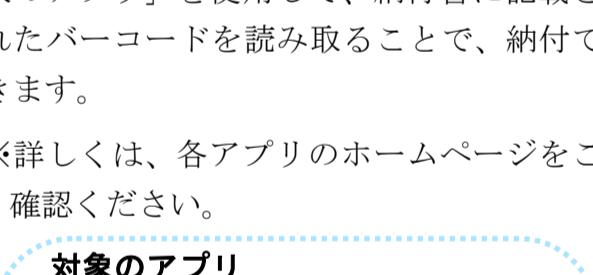 れたバーコードを読み取ることで、納付で
きます。
※詳しくは、各アプリのホームページをご
確認ください。
対象のアプリ